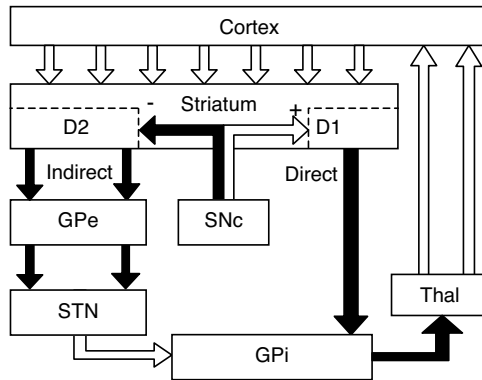 Cortex
- Striatum +
D2 D1
Indirect Direct
GPe SNc
STN Thal
GPi